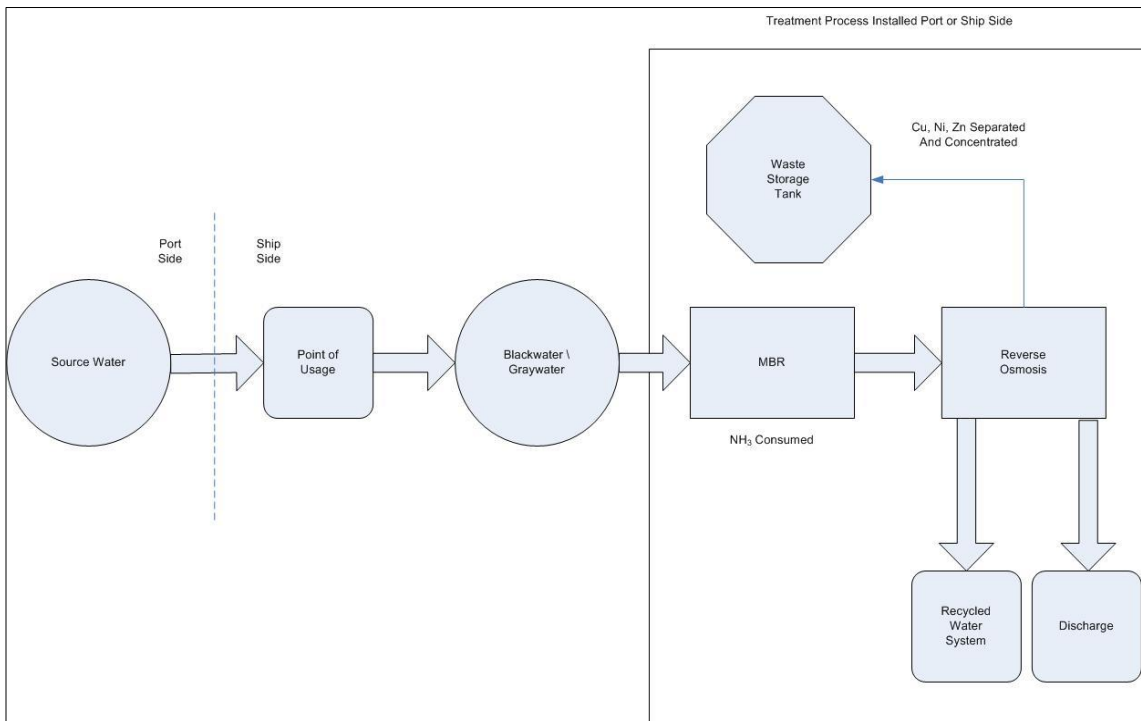 Treatment Process Installed Port or Ship Side
Cu, Ni, Zn Separated
And Concentrated
Waste
Storage
Tank
Port
Side
Ship
Side
Source Water
Point of
Usage
Blackwater \
Graywater
MBR
Reverse
Osmosis
NH₃ Consumed
Recycled
Water
System
Discharge